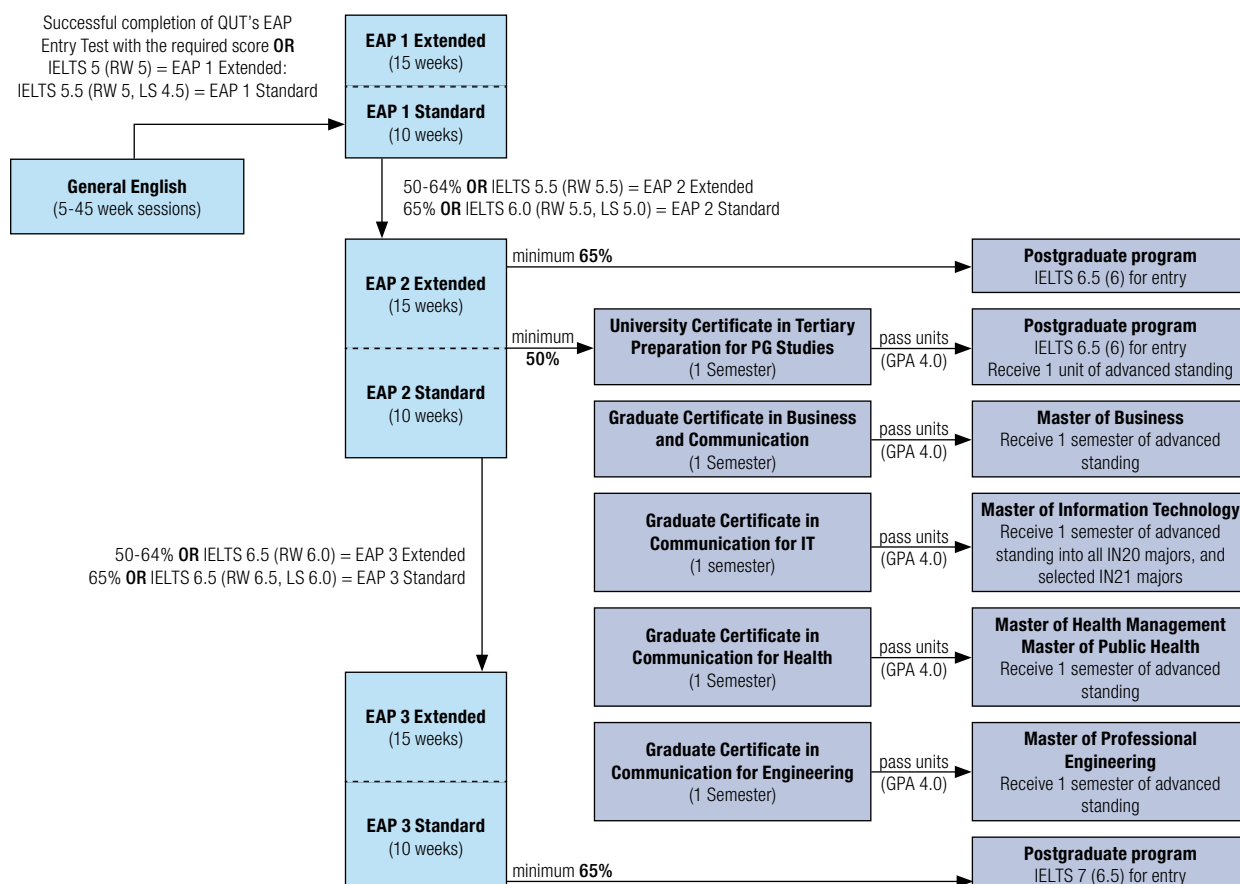 Successful completion of QUT's EAP
Entry Test with the required score OR
IELTS 5 (RW 5) = EAP 1 Extended:
IELTS 5.5 (RW 5, LS 4.5) = EAP 1 Standard
EAP 1 Extended
(15 weeks)
EAP 1 Standard
(10 weeks)
General English
(5-45 week sessions)
50-64% OR IELTS 5.5 (RW 5.5) = EAP 2 Extended
65% OR IELTS 6.0 (RW 5.5, LS 5.0) = EAP 2 Standard
EAP 2 Extended
(15 weeks)
EAP 2 Standard
(10 weeks)
minimum 65%
Postgraduate program
IELTS 6.5 (6) for entry
minimum
50%
University Certificate in Tertiary
Preparation for PG Studies
(1 Semester)
pass units
(GPA 4.0)
Postgraduate program
IELTS 6.5 (6) for entry
Receive 1 unit of advanced standing
Graduate Certificate in Business
and Communication
(1 Semester)
pass units
(GPA 4.0)
Master of Business
Receive 1 semester of advanced
standing
Graduate Certificate in
Communication for IT
(1 semester)
pass units
(GPA 4.0)
Master of Information Technology
Receive 1 semester of advanced
standing into all IN20 majors, and
selected IN21 majors
50-64% OR IELTS 6.5 (RW 6.0) = EAP 3 Extended
65% OR IELTS 6.5 (RW 6.5, LS 6.0) = EAP 3 Standard
Graduate Certificate in
Communication for Health
(1 Semester)
pass units
(GPA 4.0)
Master of Health Management
Master of Public Health
Receive 1 semester of advanced
standing
EAP 3 Extended
(15 weeks)
EAP 3 Standard
(10 weeks)
Graduate Certificate in
Communication for Engineering
(1 Semester)
pass units
(GPA 4.0)
Master of Professional
Engineering
Receive 1 semester of advanced
standing
minimum 65%
Postgraduate program
IELTS 7 (6.5) for entry